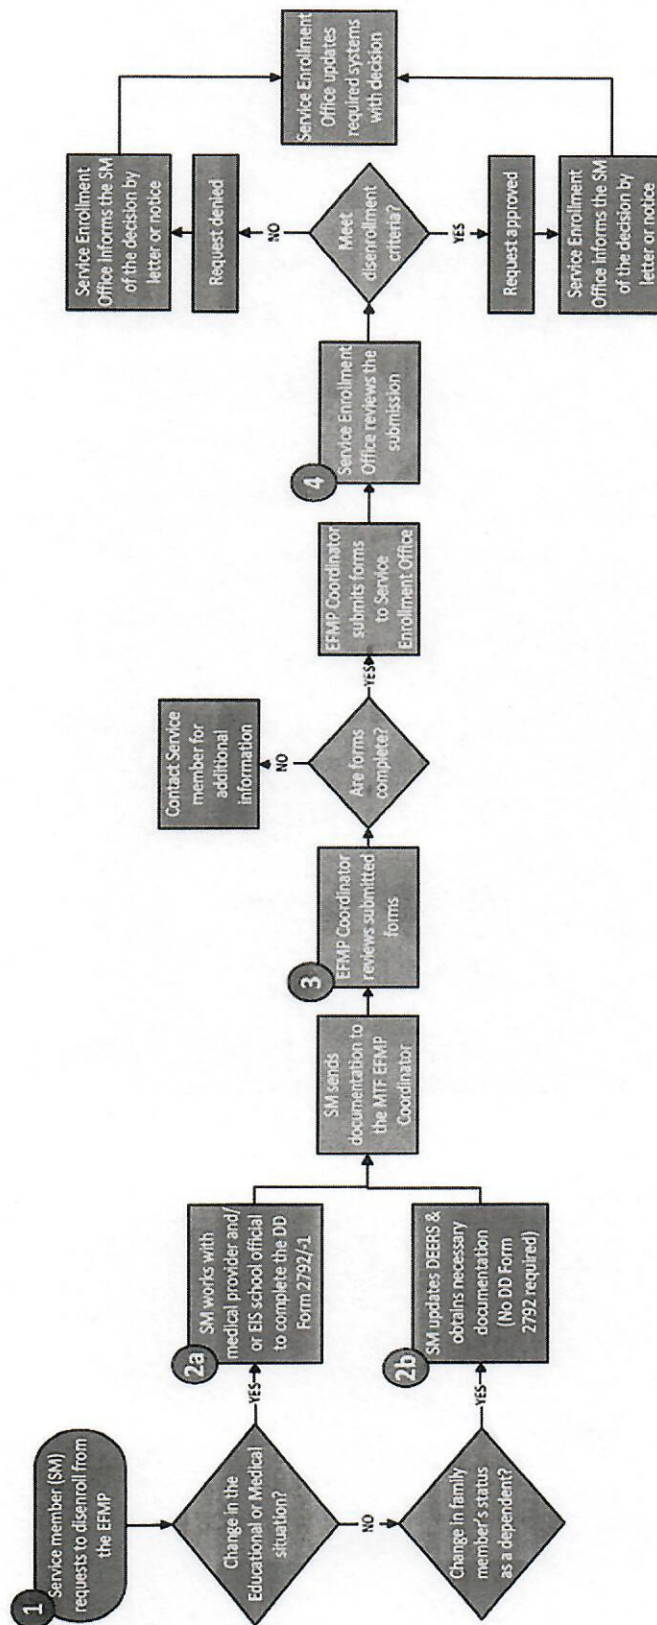 1
Service member (SM)
requests to disenroll from
the EFMP
Change in the
Educational or Medical
situation?
YES
2a
SM works with
medical provider and/
or EIS school official
to complete the DD
Form 2792/-1
NO
Change in family
member's status
as a dependent?
YES
2b
SM updates DEERS &
obtains necessary
documentation
(No DD Form
2792 required)
SM sends
documentation to
the MTF EFMP
Coordinator
3
EFMP Coordinator
reviews submitted
forms
Are forms
complete?
NO
Contact Service
member for
additional
information
YES
EFMP Coordinator
submits forms
to Service
Enrollment Office
4
Service Enrollment
Office reviews the
submission
Meet
disenrollment
criteria?
NO
Request denied
Service Enrollment
Office Informs the SM
of the decision by
letter or notice
YES
Request approved
Service Enrollment
Office Informs the SM
of the decision by
letter or notice
Service Enrollment
Office updates
required systems
with decision